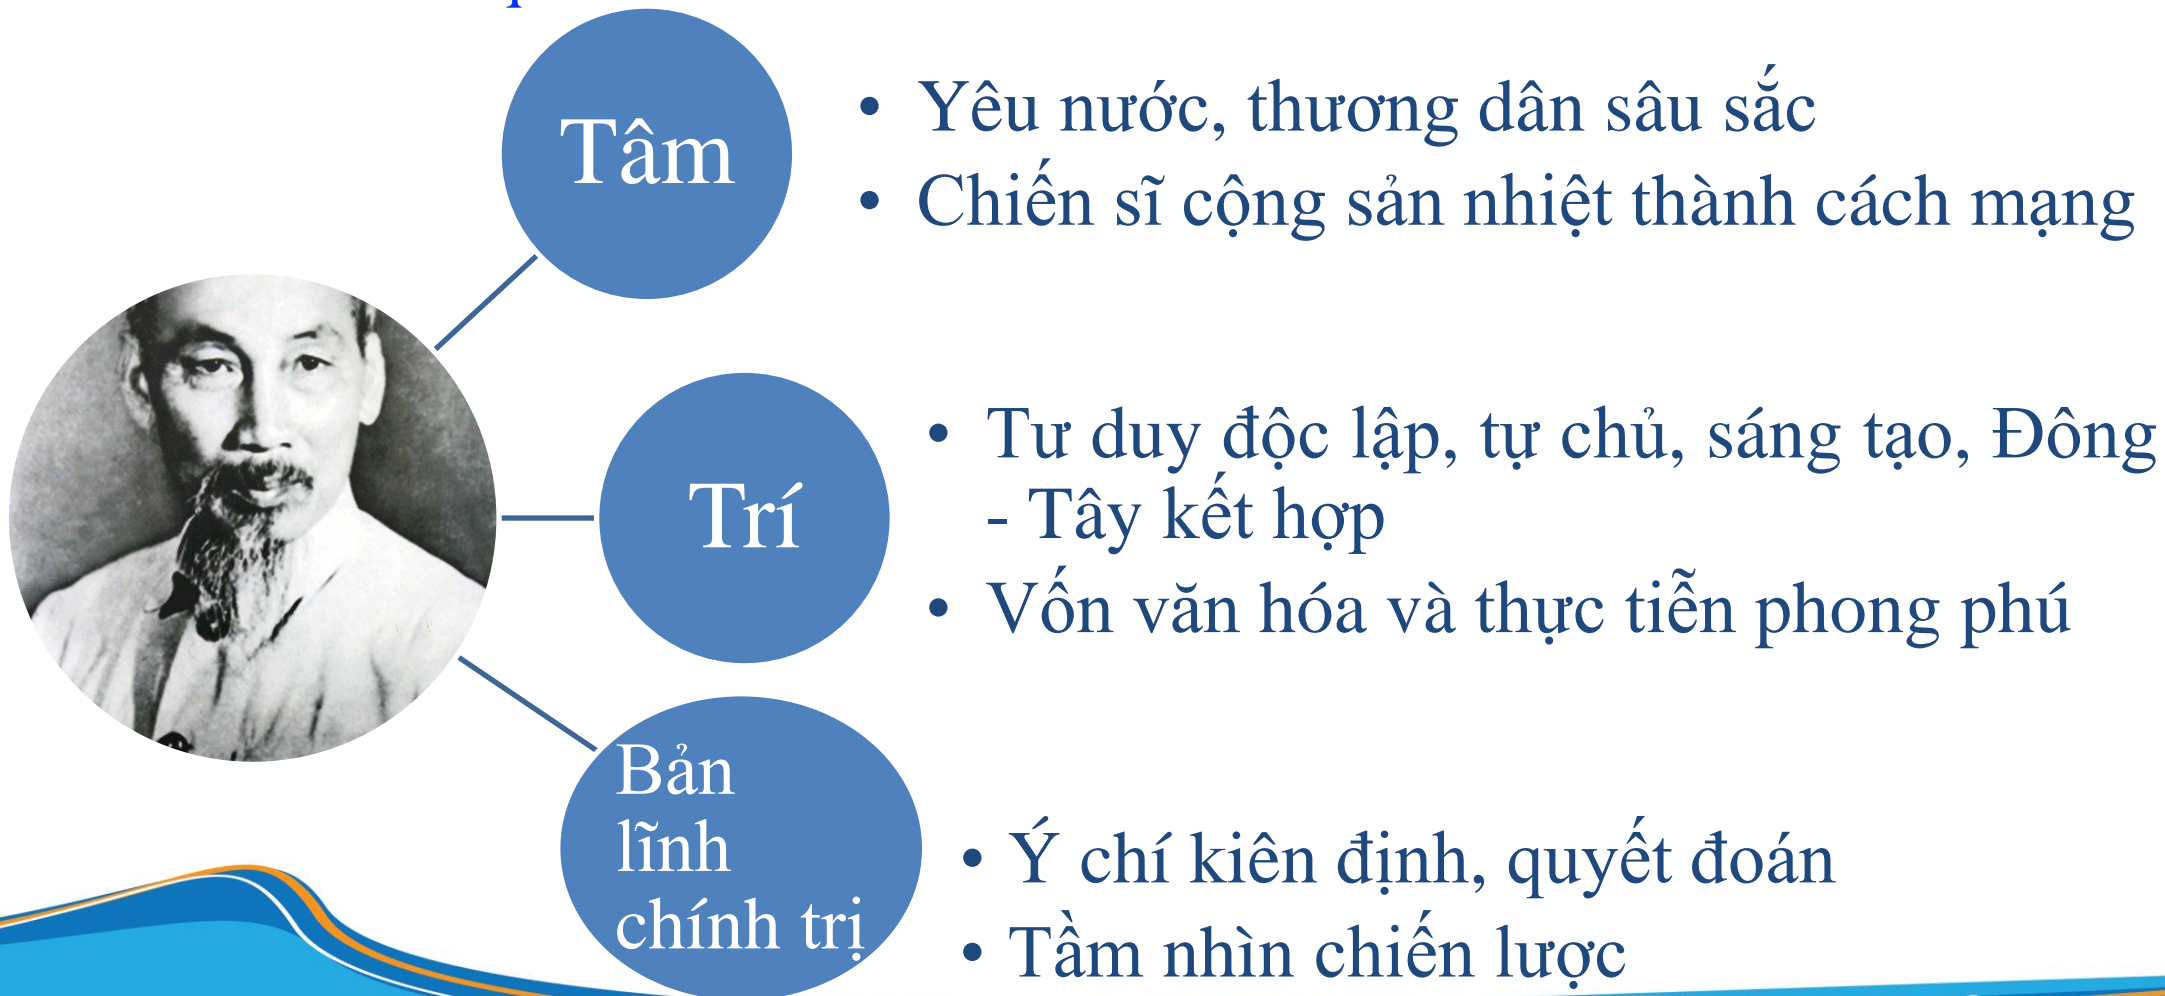 Tâm
• Yêu nước, thương dân sâu sắc
• Chiến sĩ cộng sản nhiệt thành cách mạng
Trí
• Tư duy độc lập, tự chủ, sáng tạo, Đông
- Tây kết hợp
• Vốn văn hóa và thực tiễn phong phú
Bản
lĩnh
chính trị
• Ý chí kiên định, quyết đoán
• Tầm nhìn chiến lược